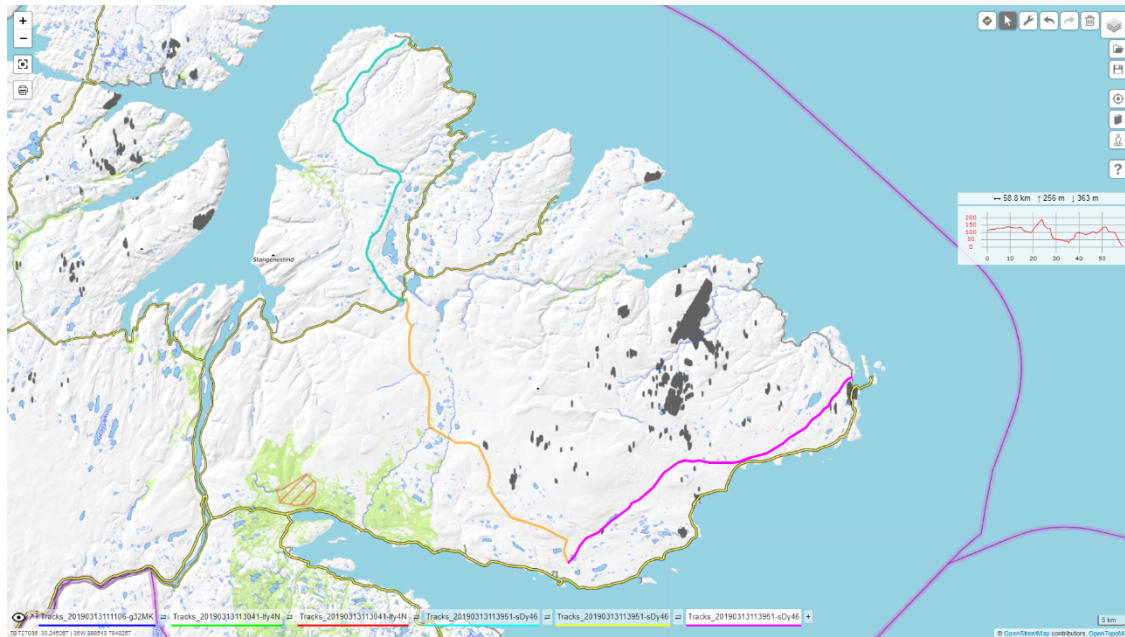 +
−
?
↔ 58.8 km ↑ 256 m ↓ 363 m
200
150
100
50
0
0 10 20 30 40 50
Stangenestind
Tracks_20190313111106-g32MK
Tracks_20190313113041-lfy4N
Tracks_20190313113041-lfy4N
Tracks_20190313113951-sDy46
Tracks_20190313113951-sDy46
Tracks_20190313113951-sDy46
+
5 km
© OpenStreetMap contributors, OpenTopoM